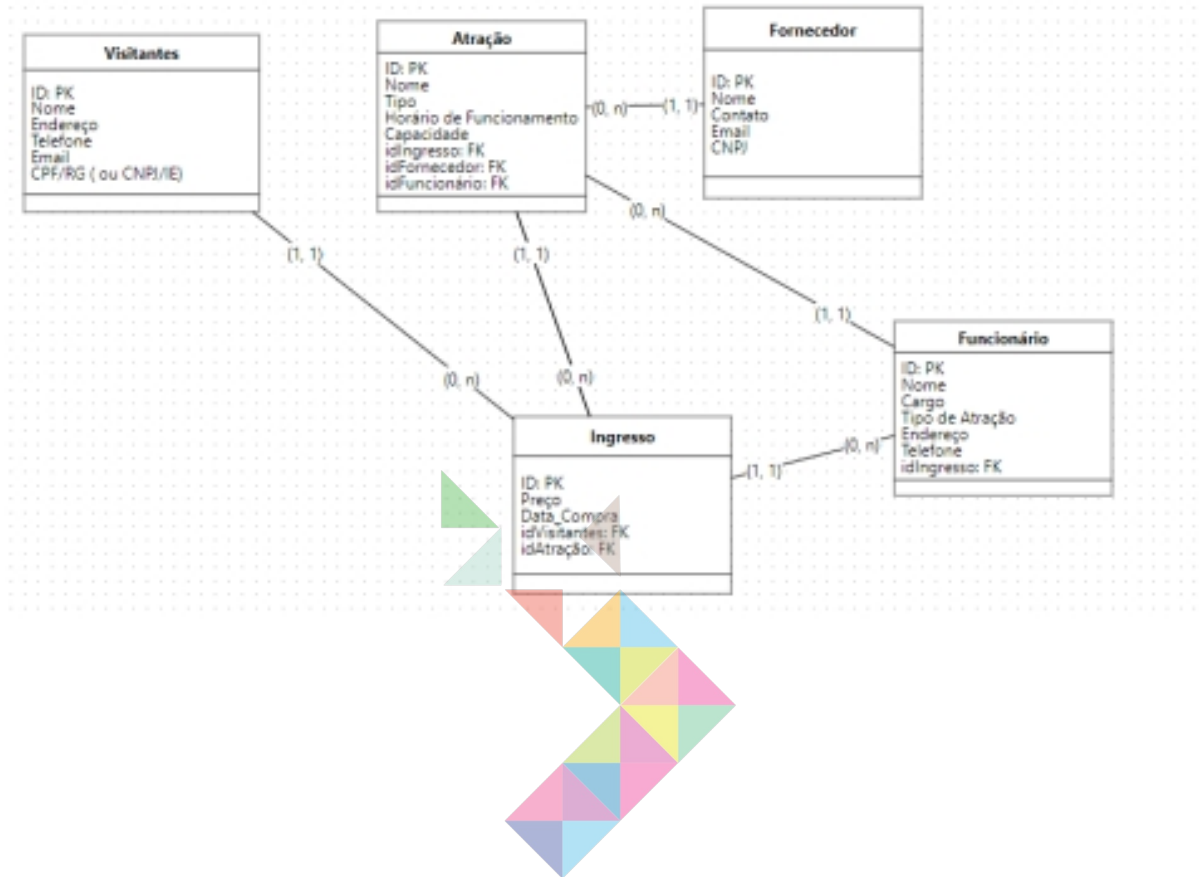 Visitantes
ID: PK
Nome
Endereço
Telefone
Email
CPF/RG ( ou CNPJ/IE)
Atração
ID: PK
Nome
Tipo
Horário de Funcionamento
Capacidade
idIngresso: FK
idFornecedor: FK
idFuncionário: FK
Fornecedor
ID: PK
Nome
Contato
Email
CNPJ
(0, n)
(1, 1)
(0, n)
(1, 1)
(1, 1)
(1, 1)
(0, n)
(0, n)
Funcionário
ID: PK
Nome
Cargo
Tipo de Atração
Endereço
Telefone
idIngresso: FK
(1, 1)
(0, n)
Ingresso
ID: PK
Preço
Data_Compra
idVisitantes: FK
idAtração: FK